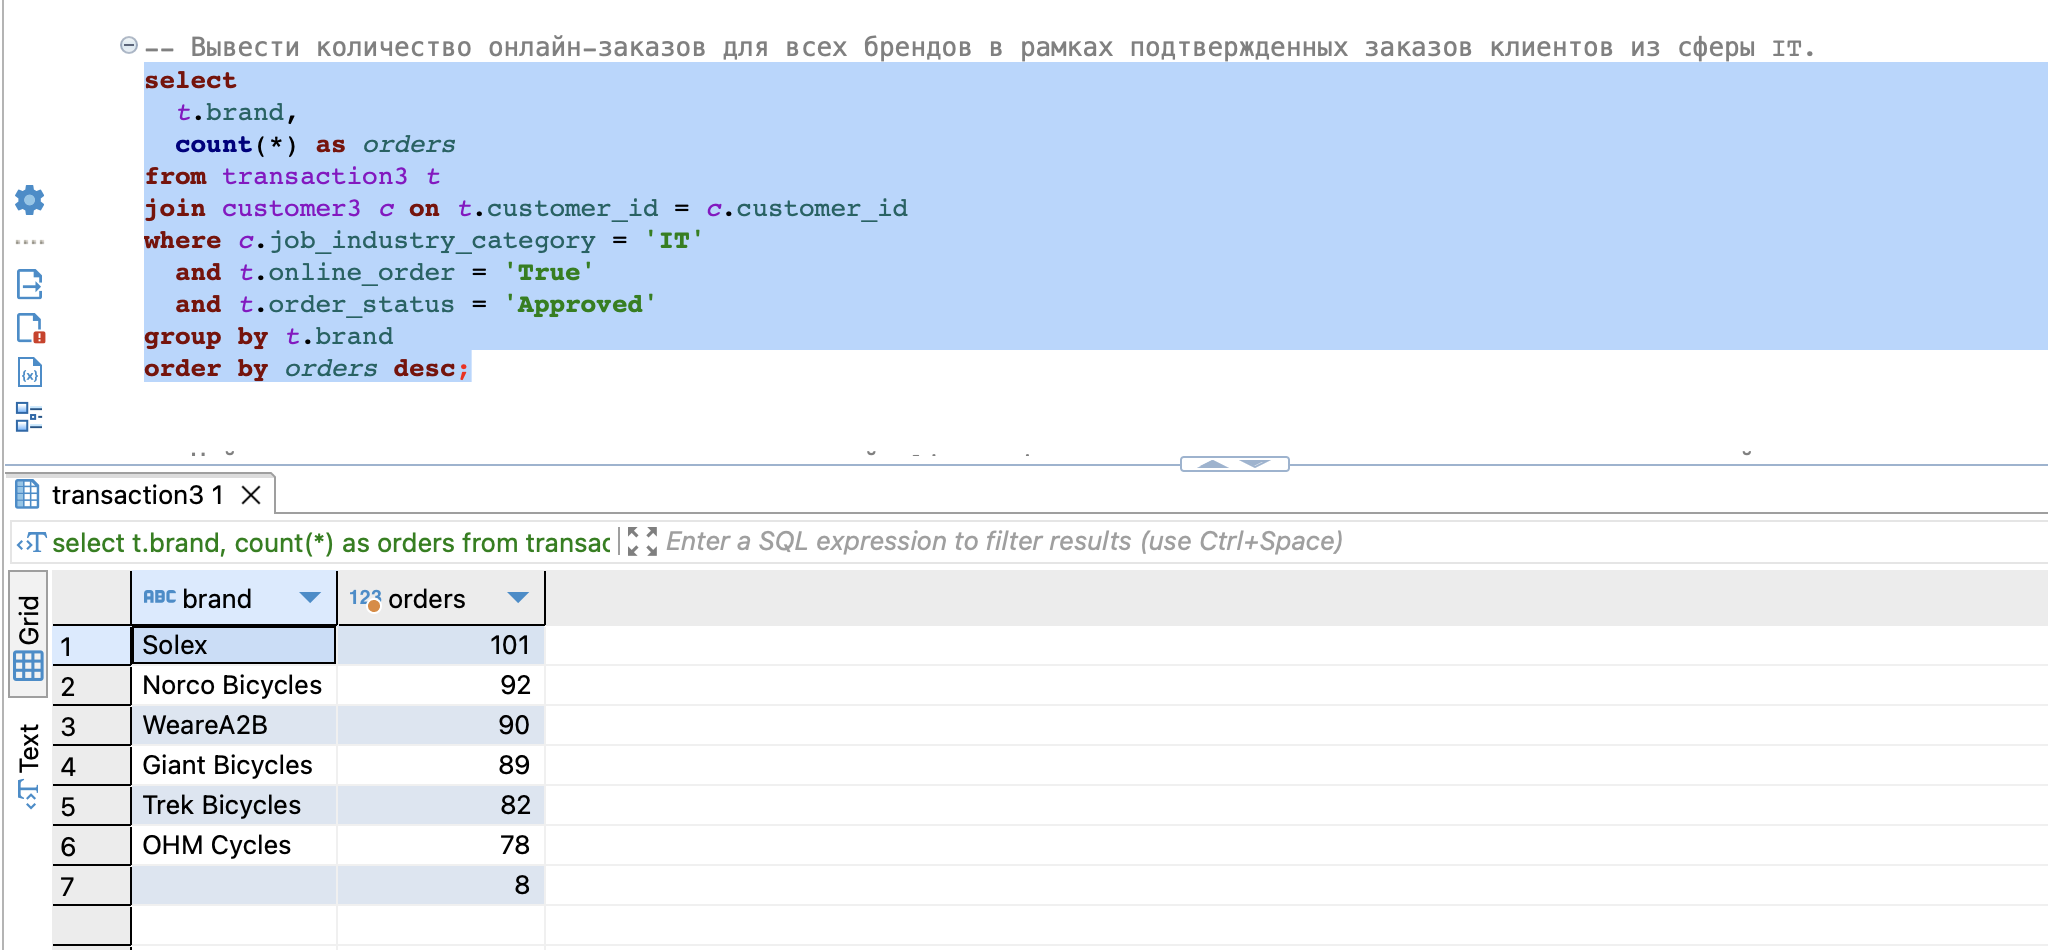 -- Вывести количество онлайн-заказов для всех брендов в рамках подтвержденных заказов клиентов из сферы IT.
select
t.brand,
count(*) as orders
from transaction3 t
join customer3 c on t.customer_id = c.customer_id
where c.job_industry_category = 'IT'
and t.online_order = 'True'
and t.order_status = 'Approved'
group by t.brand
order by orders desc;
transaction3 1
select t.brand, count(*) as orders from transac
Enter a SQL expression to filter results (use Ctrl+Space)
Grid
Text
ABC brand 123 orders
1 Solex 101
2 Norco Bicycles 92
3 WeareA2B 90
4 Giant Bicycles 89
5 Trek Bicycles 82
6 OHM Cycles 78
7 8